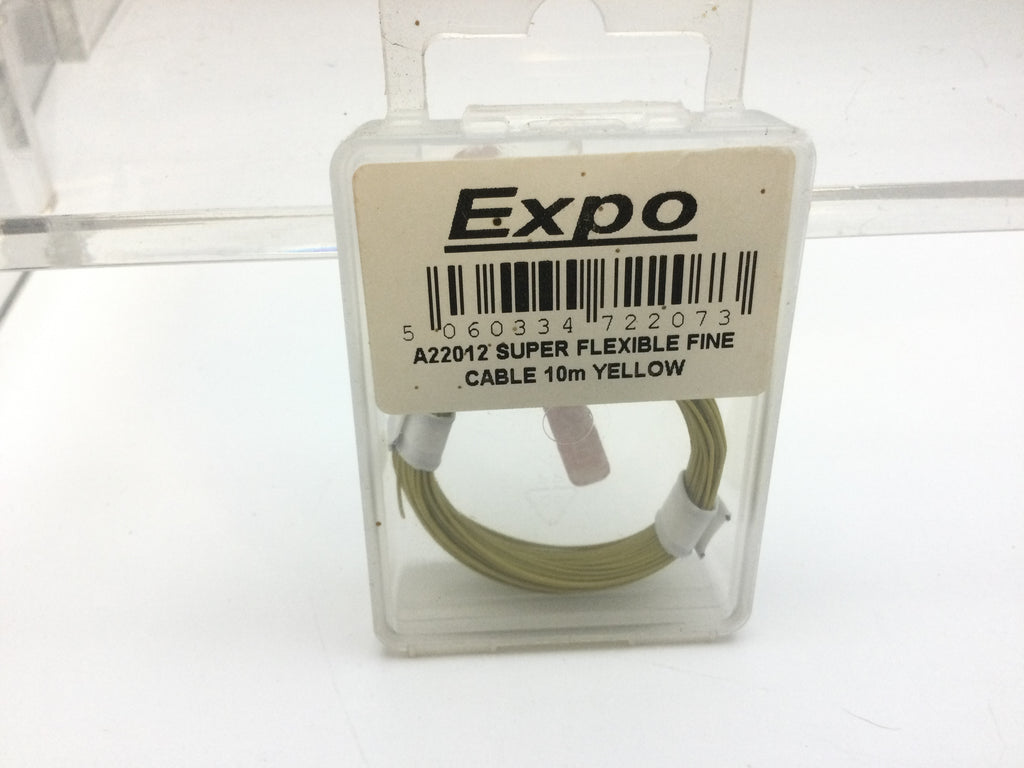 Expo
5 060334 722073
A22012 SUPER FLEXIBLE FINE
CABLE 10m YELLOW